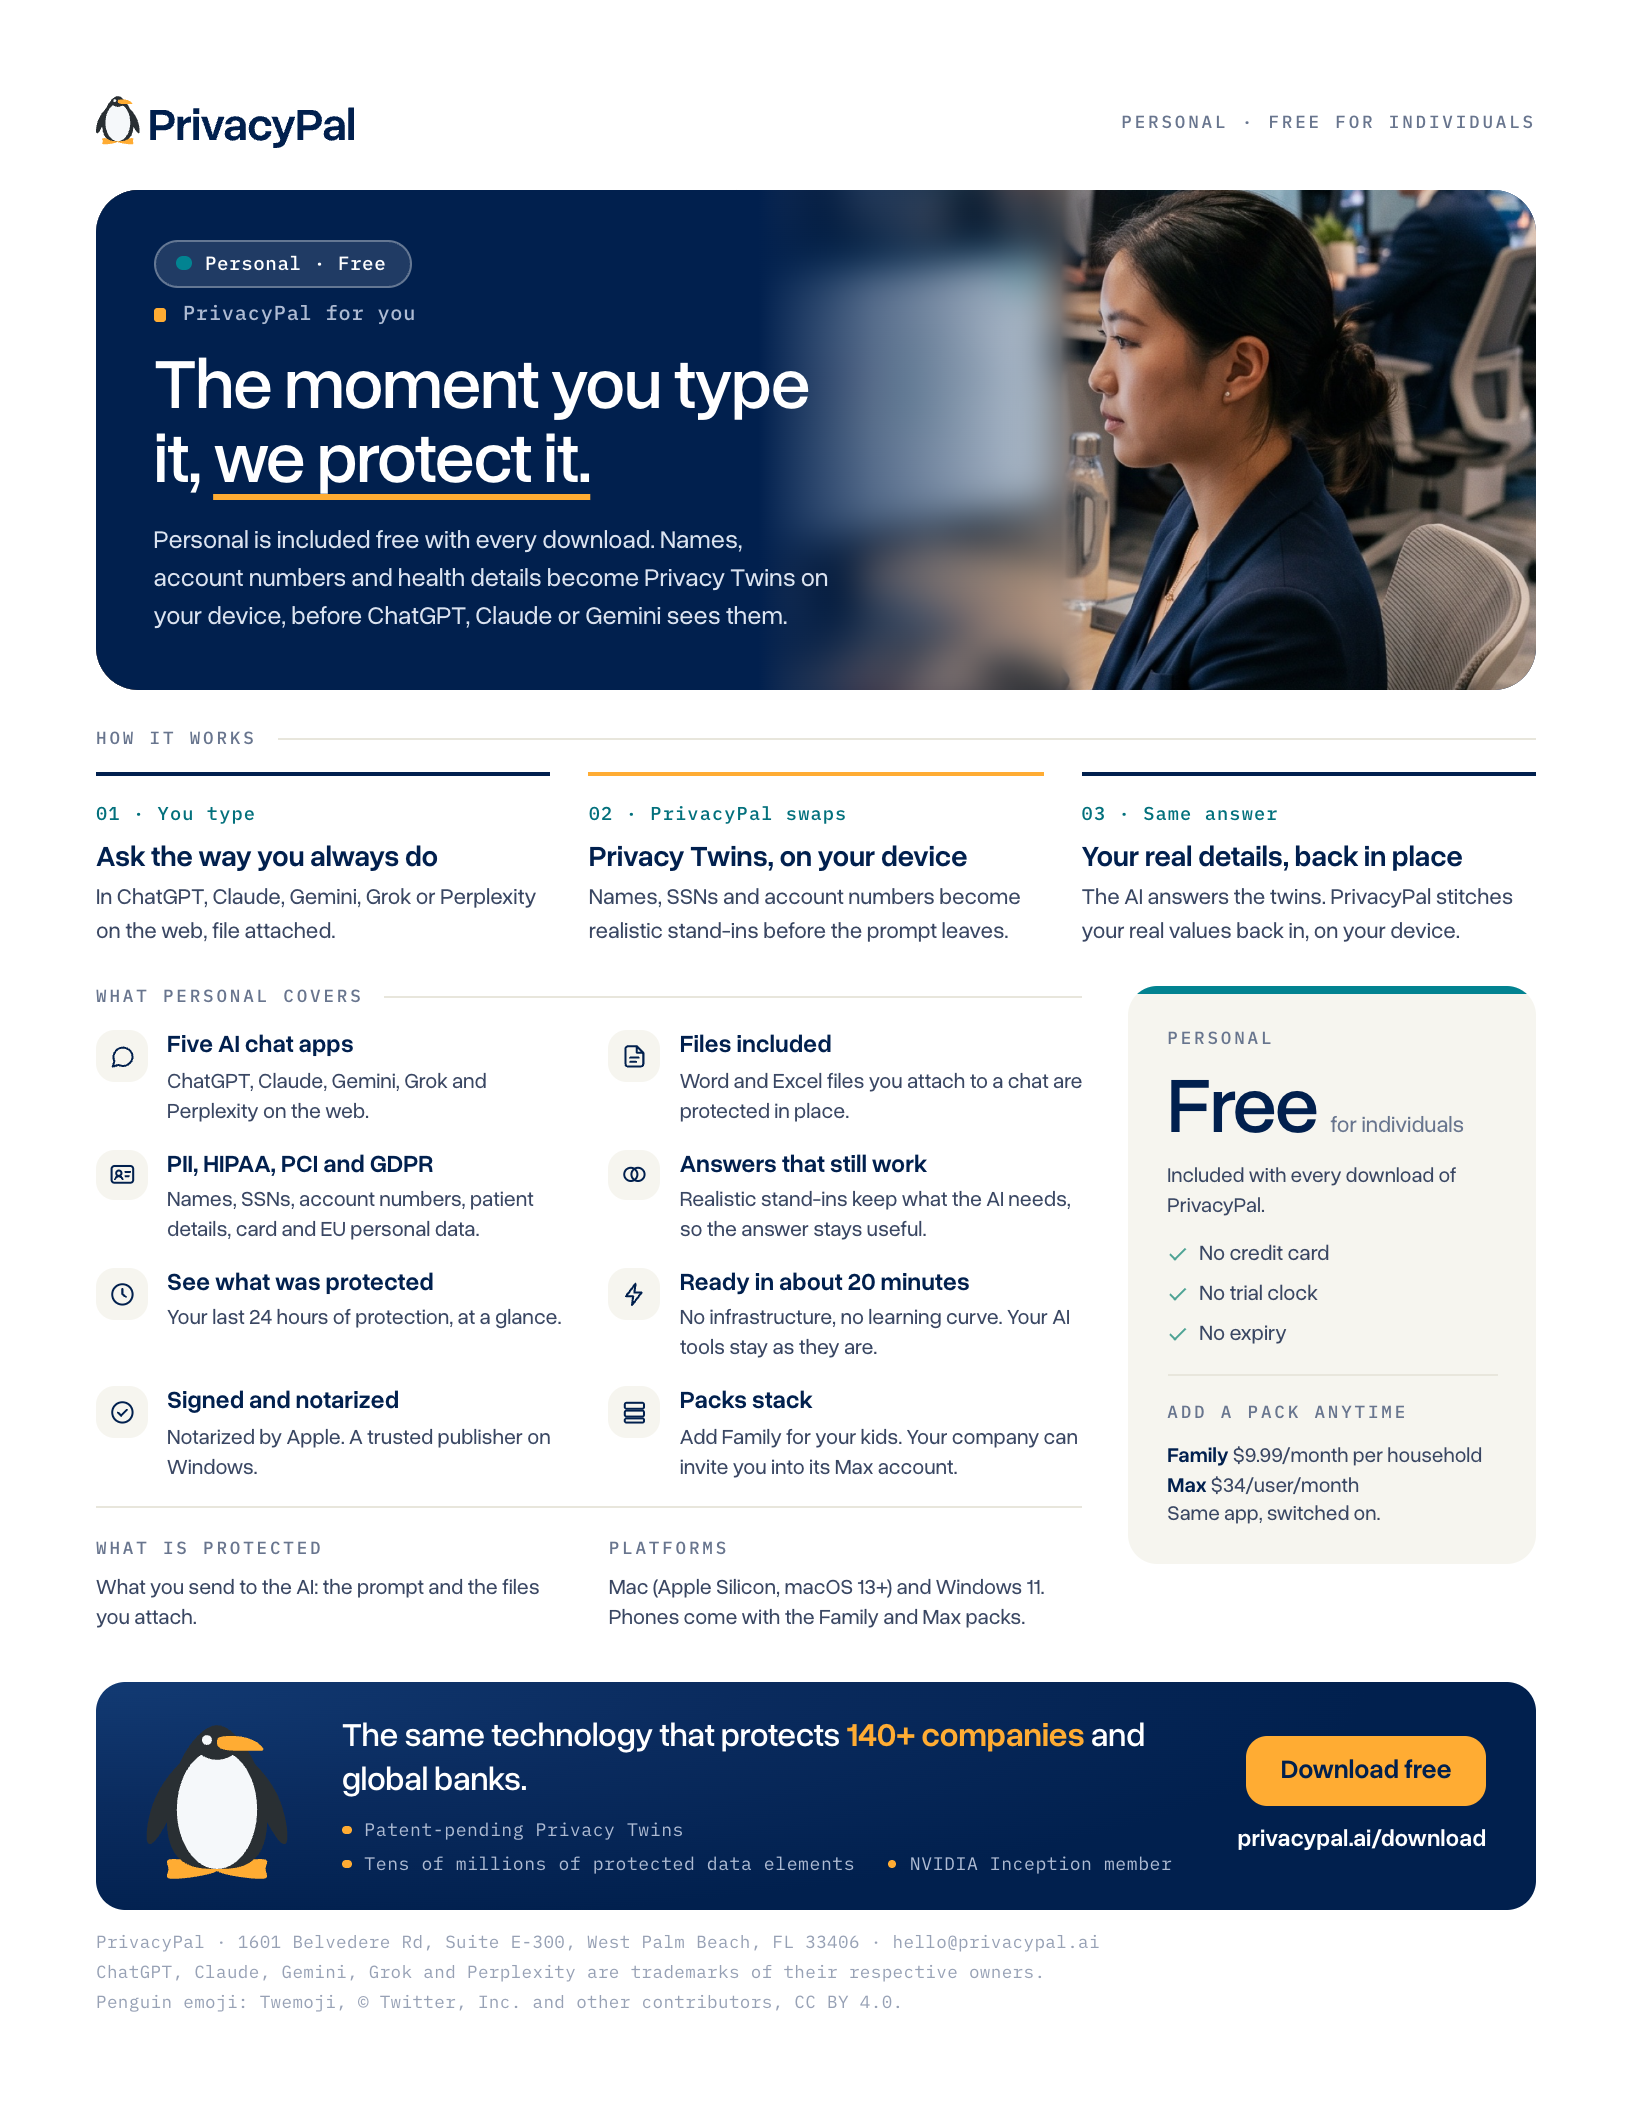 PrivacyPal
PERSONAL · FREE FOR INDIVIDUALS
Personal · Free
PrivacyPal for you
The moment you type
it, we protect it.
Personal is included free with every download. Names,
account numbers and health details become Privacy Twins on
your device, before ChatGPT, Claude or Gemini sees them.
HOW IT WORKS
01 · You type
Ask the way you always do
In ChatGPT, Claude, Gemini, Grok or Perplexity
on the web, file attached.
02 · PrivacyPal swaps
Privacy Twins, on your device
Names, SSNs and account numbers become
realistic stand-ins before the prompt leaves.
03 · Same answer
Your real details, back in place
The AI answers the twins. PrivacyPal stitches
your real values back in, on your device.
WHAT PERSONAL COVERS
Five AI chat apps
ChatGPT, Claude, Gemini, Grok and
Perplexity on the web.
Files included
Word and Excel files you attach to a chat are
protected in place.
PII, HIPAA, PCI and GDPR
Names, SSNs, account numbers, patient
details, card and EU personal data.
Answers that still work
Realistic stand-ins keep what the AI needs,
so the answer stays useful.
See what was protected
Your last 24 hours of protection, at a glance.
Ready in about 20 minutes
No infrastructure, no learning curve. Your AI
tools stay as they are.
Signed and notarized
Notarized by Apple. A trusted publisher on
Windows.
Packs stack
Add Family for your kids. Your company can
invite you into its Max account.
WHAT IS PROTECTED
What you send to the AI: the prompt and the files
you attach.
PLATFORMS
Mac (Apple Silicon, macOS 13+) and Windows 11.
Phones come with the Family and Max packs.
PERSONAL
Free for individuals
Included with every download of
PrivacyPal.
No credit card
No trial clock
No expiry
ADD A PACK ANYTIME
Family $9.99/month per household
Max $34/user/month
Same app, switched on.
The same technology that protects 140+ companies and
global banks.
Patent-pending Privacy Twins
Tens of millions of protected data elements
NVIDIA Inception member
Download free
privacypal.ai/download
PrivacyPal · 1601 Belvedere Rd, Suite E-300, West Palm Beach, FL 33406 · hello@privacypal.ai
ChatGPT, Claude, Gemini, Grok and Perplexity are trademarks of their respective owners.
Penguin emoji: Twemoji, © Twitter, Inc. and other contributors, CC BY 4.0.